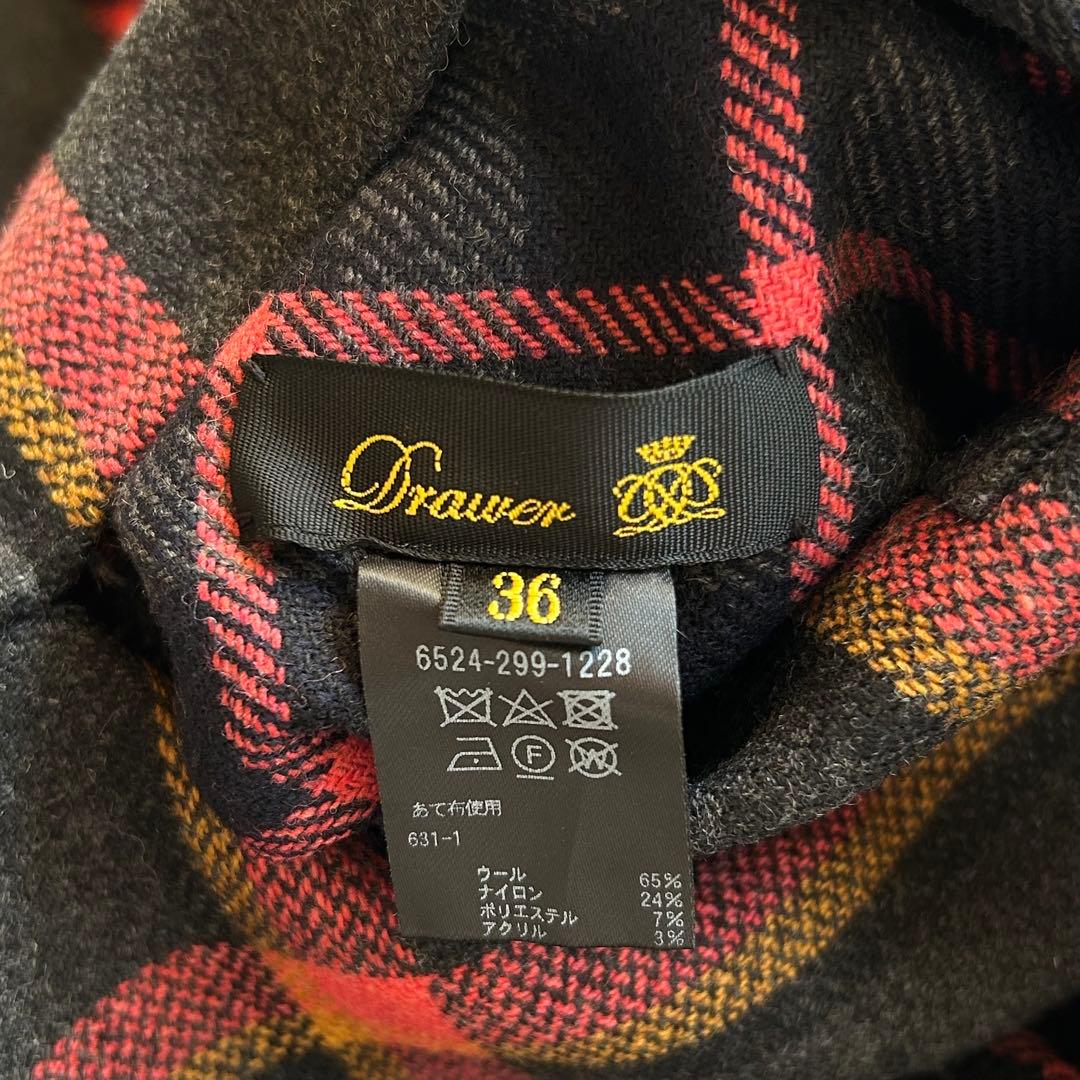 Drawer
36
6524-299-1228
F W
あて布使用
631-1
ウール 65%
ナイロン 24%
ポリエステル 7%
アクリル 3%